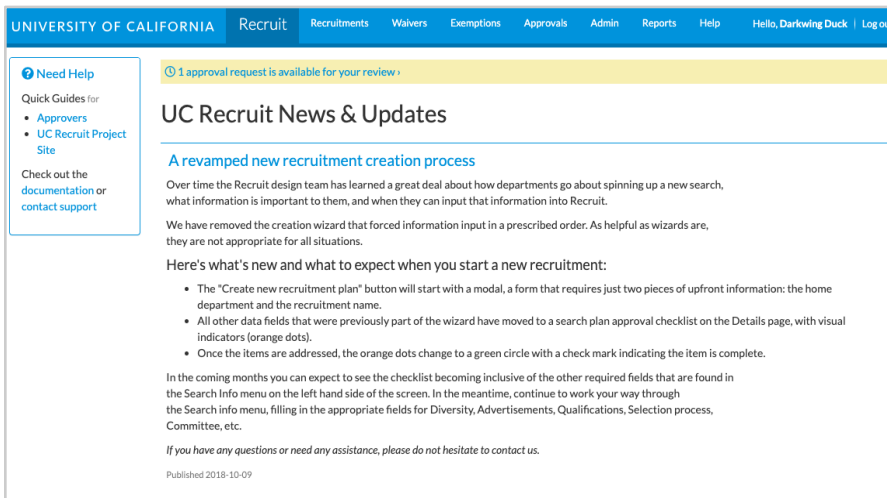 UNIVERSITY OF CALIFORNIA Recruit Recruitments Waivers Exemptions Approvals Admin Reports Help Hello, Darkwing Duck | Log ou
Need Help
Quick Guides for
• Approvers
• UC Recruit Project
Site
Check out the
documentation or
contact support
1 approval request is available for your review ›
UC Recruit News & Updates
A revamped new recruitment creation process
Over time the Recruit design team has learned a great deal about how departments go about spinning up a new search,
what information is important to them, and when they can input that information into Recruit.
We have removed the creation wizard that forced information input in a prescribed order. As helpful as wizards are,
they are not appropriate for all situations.
Here's what's new and what to expect when you start a new recruitment:
• The "Create new recruitment plan" button will start with a modal, a form that requires just two pieces of upfront information: the home
department and the recruitment name.
• All other data fields that were previously part of the wizard have moved to a search plan approval checklist on the Details page, with visual
indicators (orange dots).
• Once the items are addressed, the orange dots change to a green circle with a check mark indicating the item is complete.
In the coming months you can expect to see the checklist becoming inclusive of the other required fields that are found in
the Search Info menu on the left hand side of the screen. In the meantime, continue to work your way through
the Search info menu, filling in the appropriate fields for Diversity, Advertisements, Qualifications, Selection process,
Committee, etc.
If you have any questions or need any assistance, please do not hesitate to contact us.
Published 2018-10-09